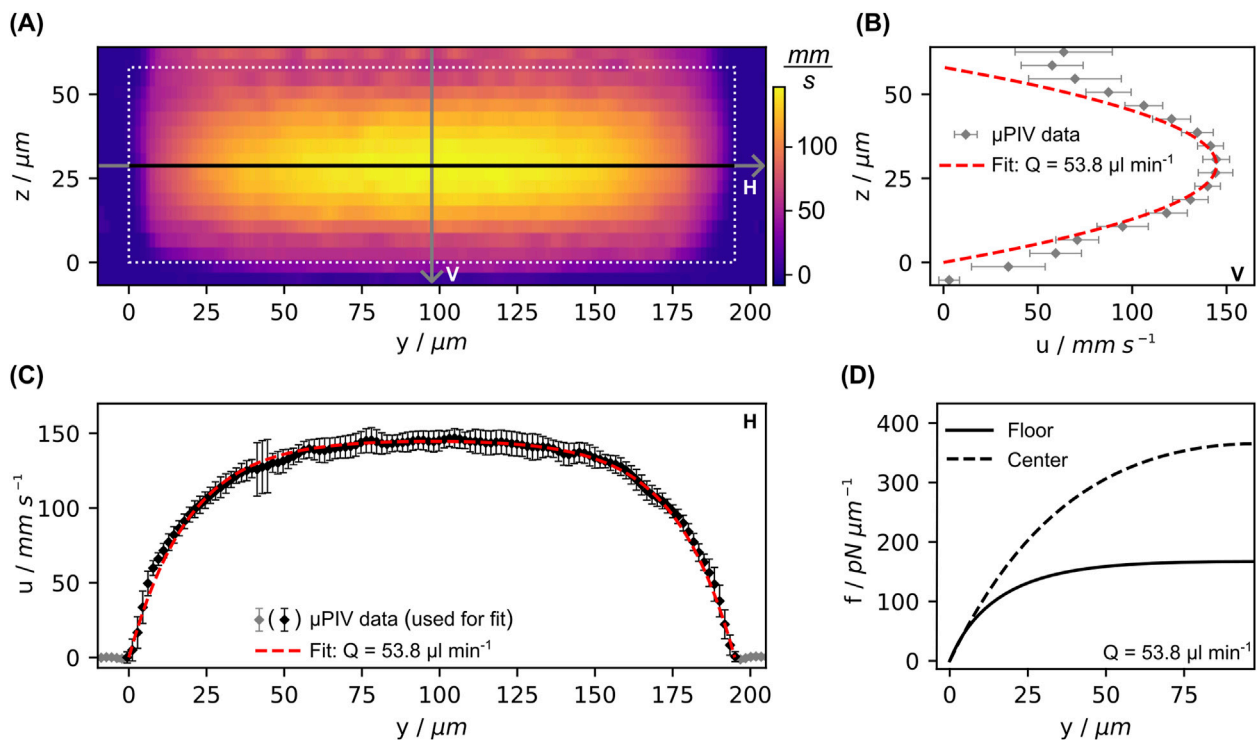 (A)
mm
s
z / μm
50
25
0
H
V
100
50
0
0
25
50
75
100
125
150
175
200
y / μm
(B)
z / μm
50
25
0
μPIV data
Fit: Q = 53.8 μl min⁻¹
V
0
50
100
150
u / mm s⁻¹
(C)
H
u / mm s⁻¹
150
100
50
0
( ) μPIV data (used for fit)
Fit: Q = 53.8 μl min⁻¹
0
25
50
75
100
125
150
175
200
y / μm
(D)
f / pN μm⁻¹
400
300
200
100
0
Floor
Center
Q = 53.8 μl min⁻¹
0
25
50
75
y / μm